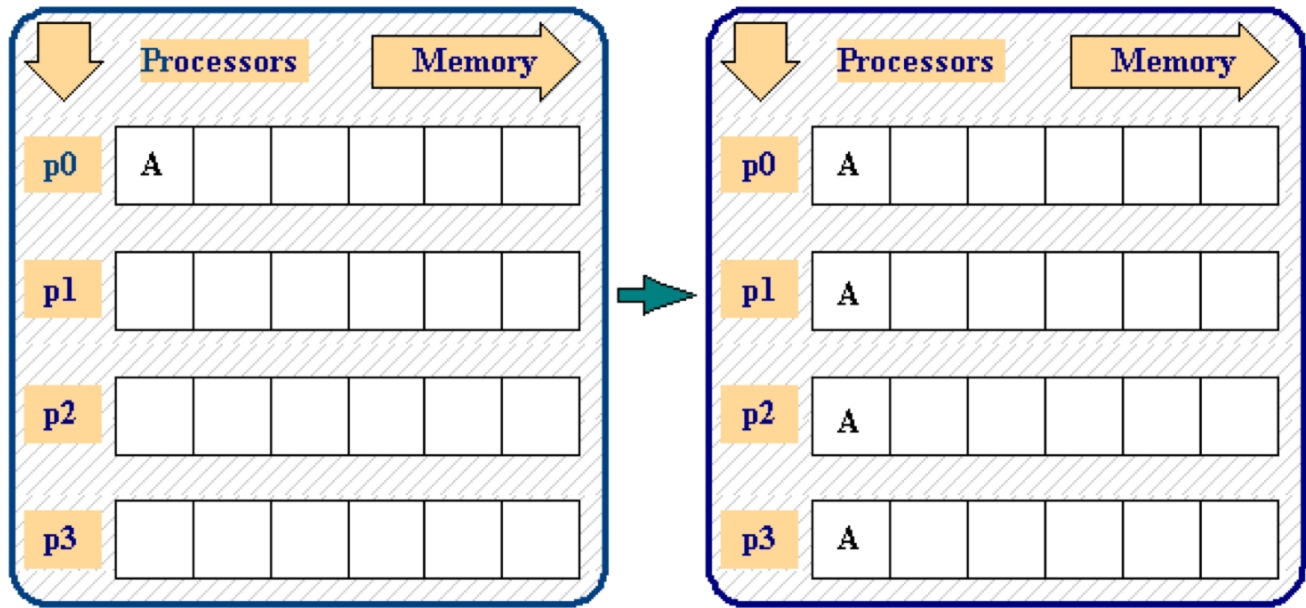 Processors Memory
p0 A
p1
p2
p3
Processors Memory
p0 A
p1 A
p2 A
p3 A